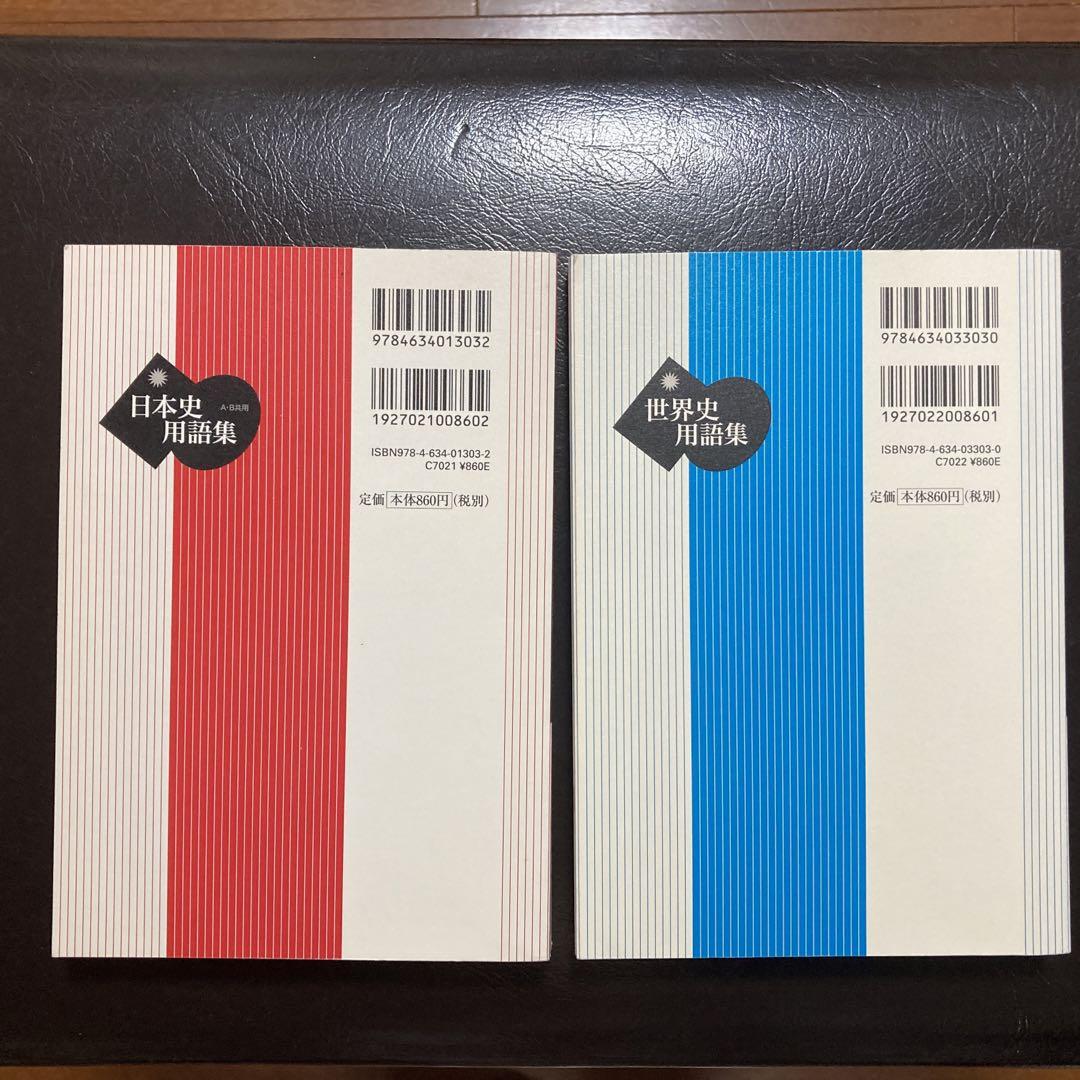 日本史 A・B共用
用語集
9784634013032
1927021008602
ISBN978-4-634-01303-2
C7021 ¥860E
定価 本体860円(税別)
世界史
用語集
9784634033030
1927022008601
ISBN978-4-634-03303-0
C7022 ¥860E
定価 本体860円(税別)